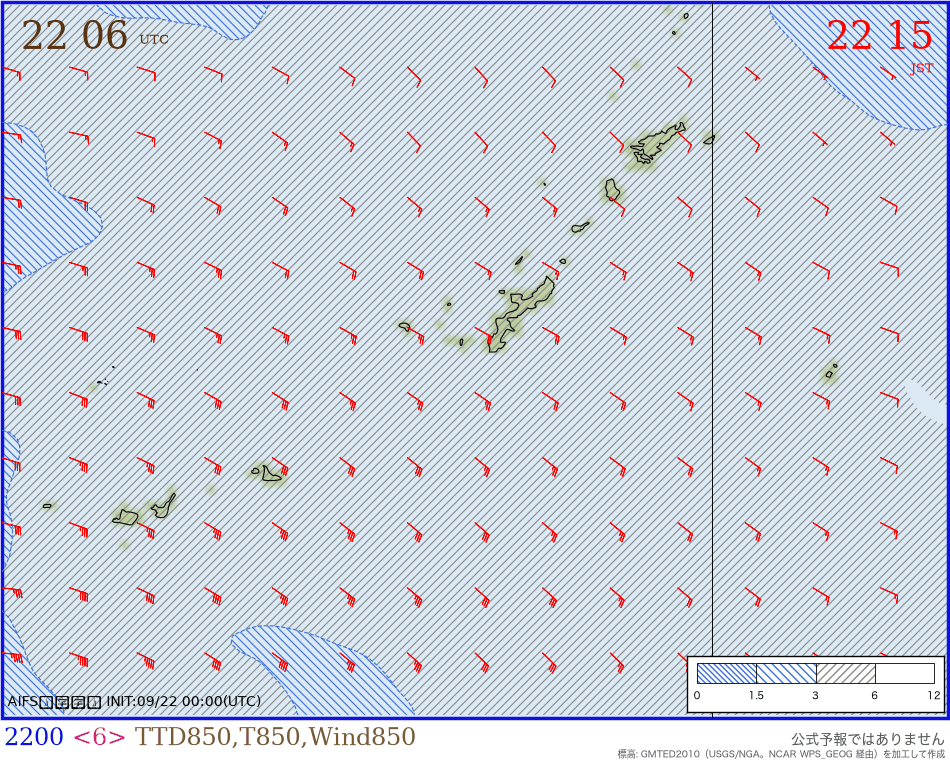 22 06 UTC
22 15
JST
0 1.5 3 6 12
AIFS□□□□ INIT:09/22 00:00(UTC)
2200 <6> TTD850,T850,Wind850
公式予報ではありません
標高: GMTED2010（USGS/NGA。NCAR WPS_GEOG 経由）を加工して作成